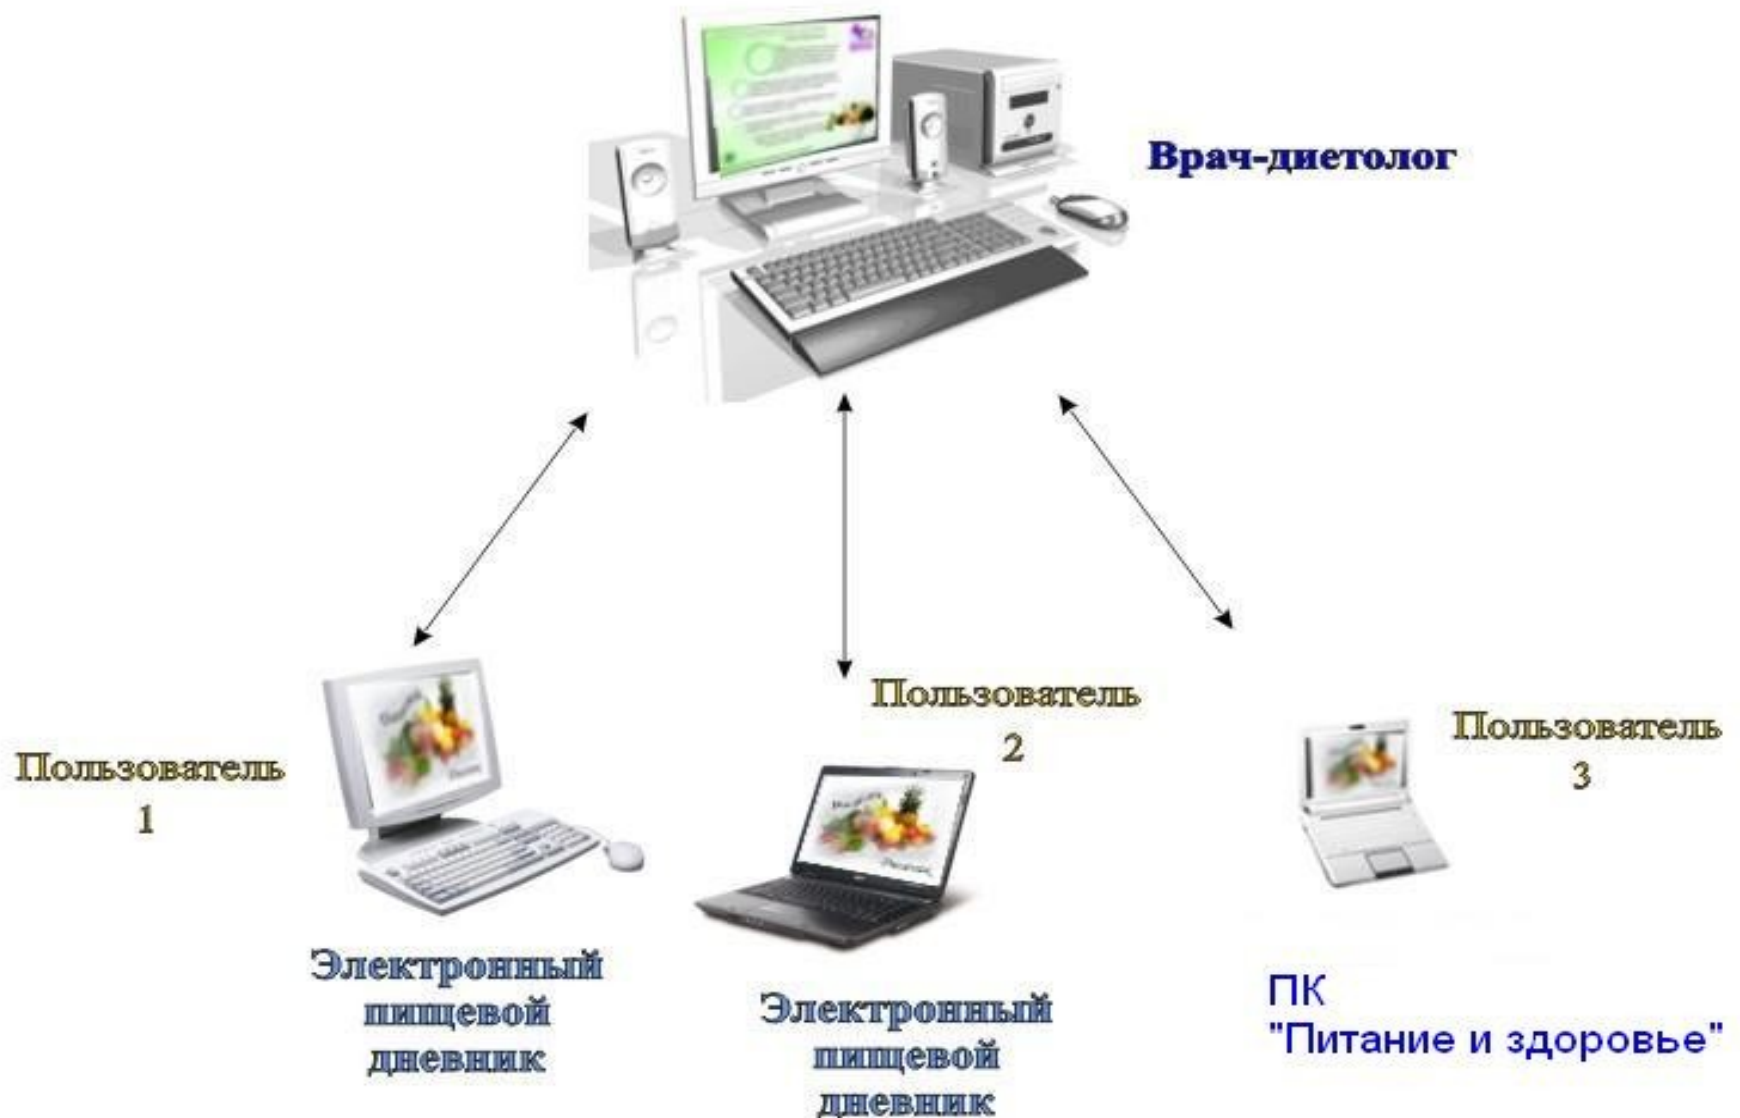 Врач-диетолог
Пользователь
1
Пользователь
2
Пользователь
3
Электронный
пищевой
дневник
Электронный
пищевой
дневник
ПК
"Питание и здоровье"